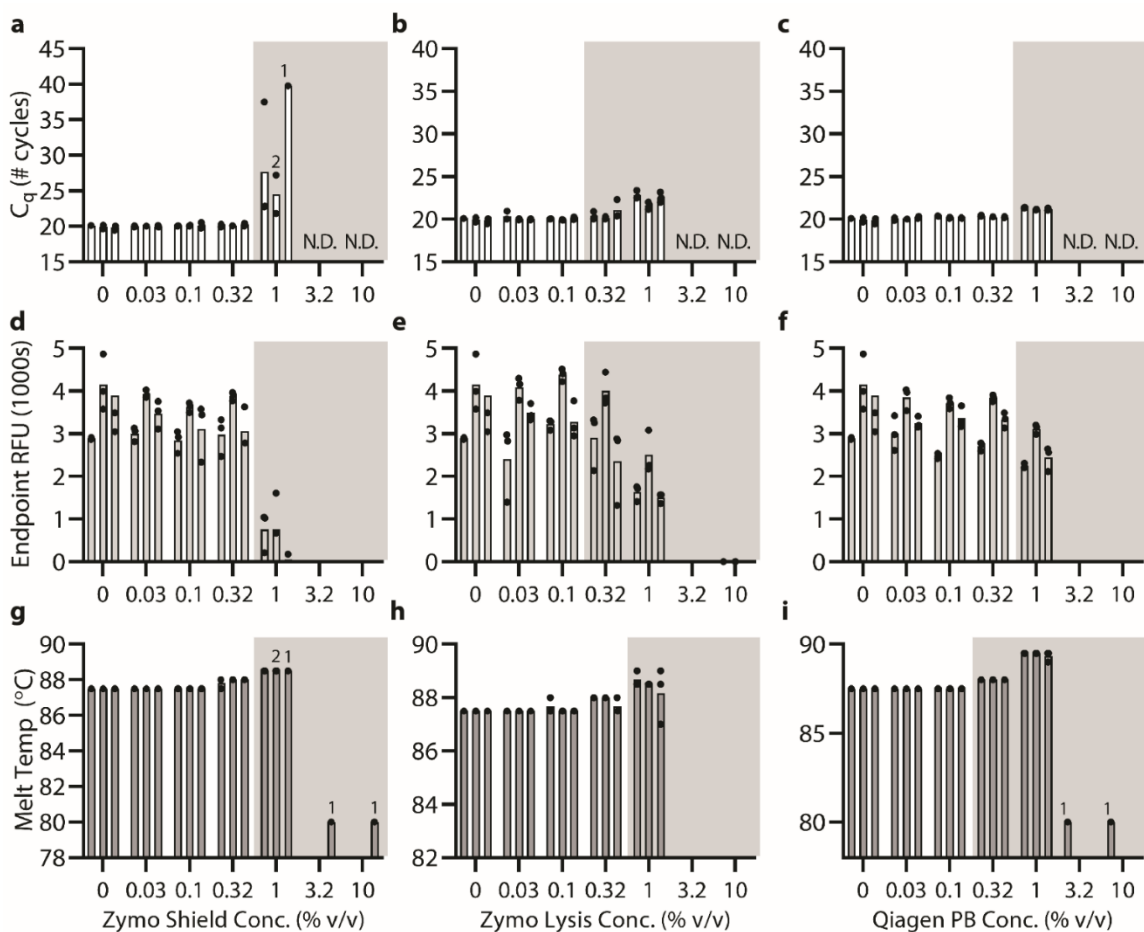 a
b
c
45
40
35
30
25
20
15
Cq (# cycles)
1
2
N.D. N.D.
0 0.03 0.1 0.32 1 3.2 10
45
40
35
30
25
20
15
N.D. N.D.
0 0.03 0.1 0.32 1 3.2 10
45
40
35
30
25
20
15
N.D. N.D.
0 0.03 0.1 0.32 1 3.2 10
d
e
f
5
4
3
2
1
0
Endpoint RFU (1000s)
0 0.03 0.1 0.32 1 3.2 10
5
4
3
2
1
0
0 0.03 0.1 0.32 1 3.2 10
5
4
3
2
1
0
0 0.03 0.1 0.32 1 3.2 10
g
h
i
90
88
86
84
82
80
78
Melt Temp (°C)
2 1
1
1
0 0.03 0.1 0.32 1 3.2 10
Zymo Shield Conc. (% v/v)
90
88
86
84
82
0 0.03 0.1 0.32 1 3.2 10
Zymo Lysis Conc. (% v/v)
90
85
80
1
1
0 0.03 0.1 0.32 1 3.2 10
Qiagen PB Conc. (% v/v)